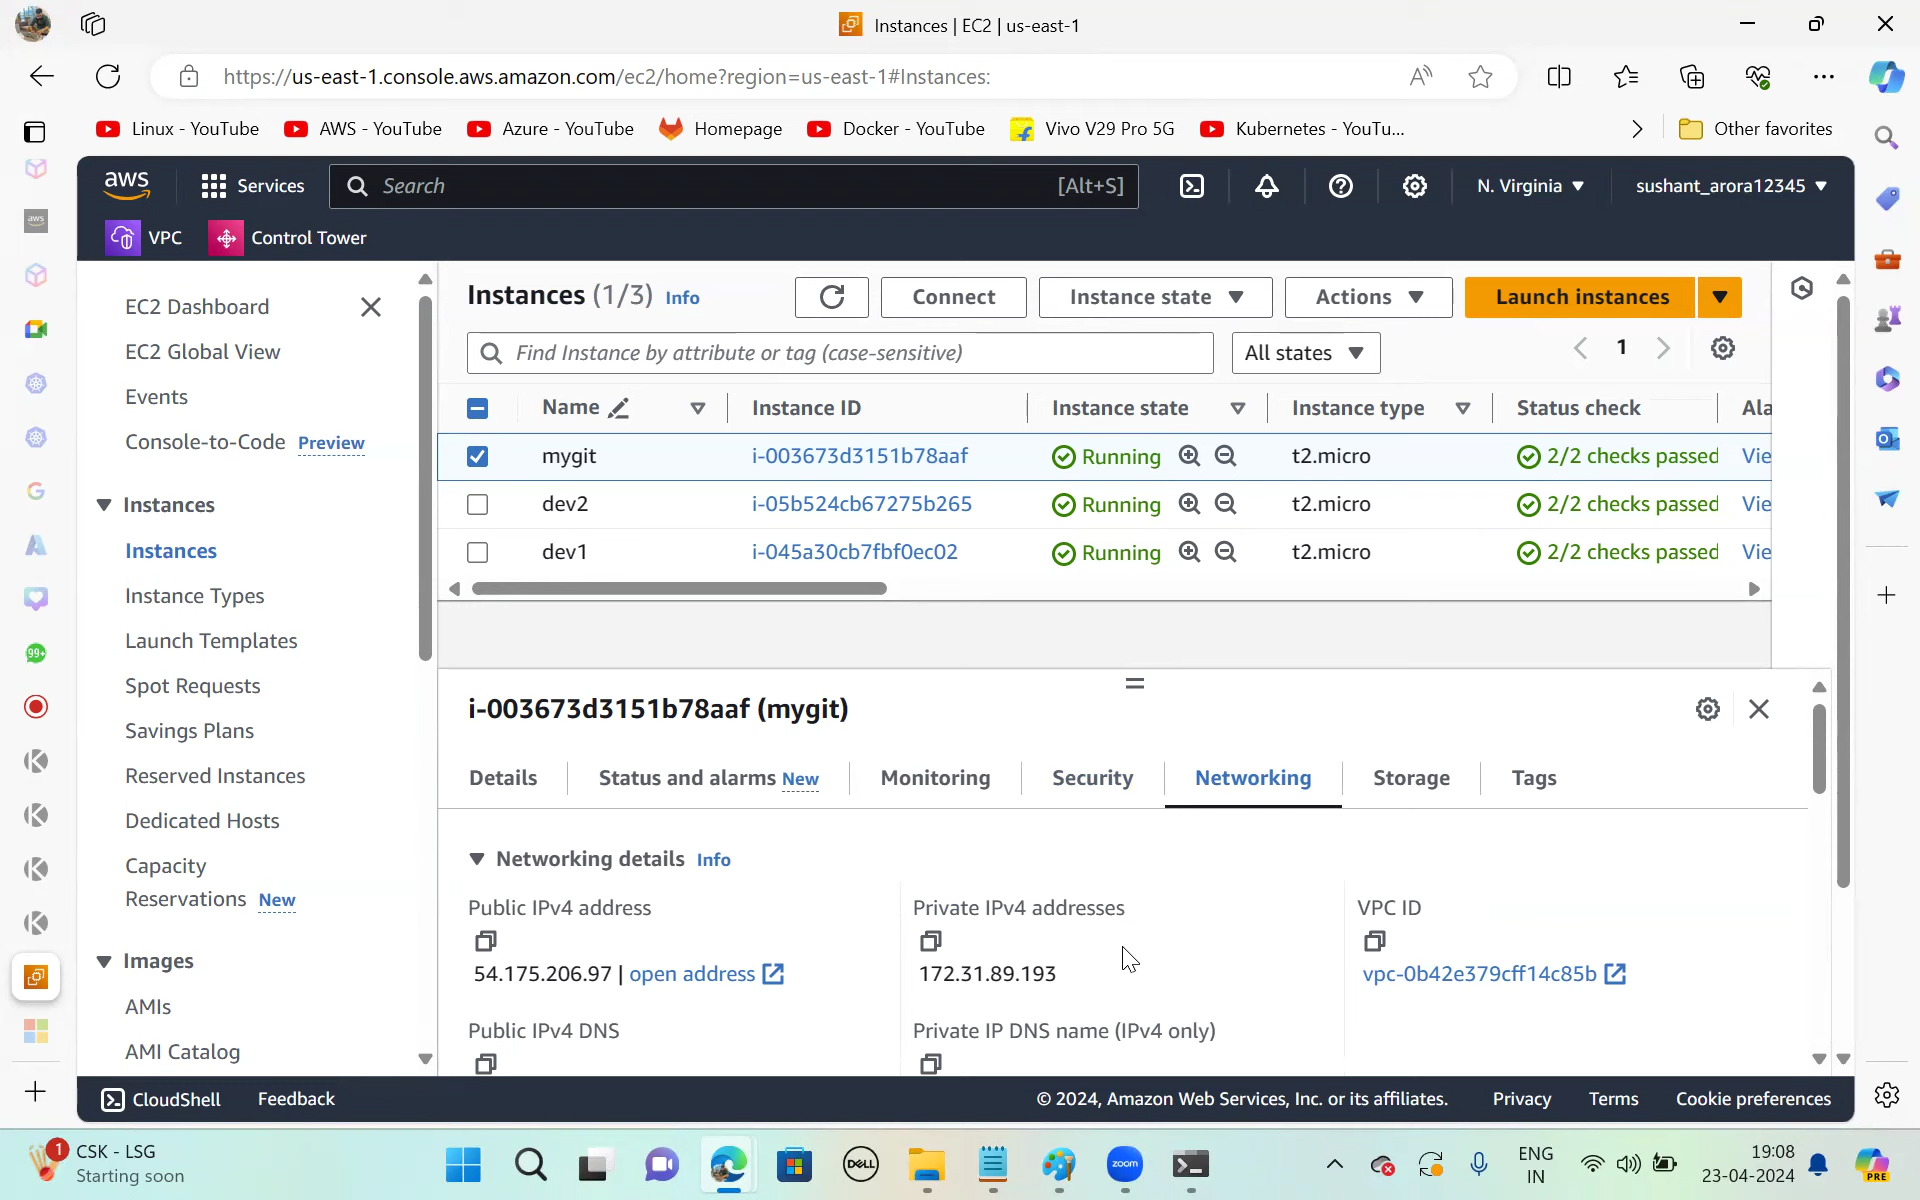 Instances | EC2 | us-east-1
https://us-east-1.console.aws.amazon.com/ec2/home?region=us-east-1#Instances:
Linux - YouTube AWS - YouTube Azure - YouTube Homepage Docker - YouTube Vivo V29 Pro 5G Kubernetes - YouTu... Other favorites
aws Services Search [Alt+S] N. Virginia sushant_arora12345
VPC Control Tower
EC2 Dashboard
EC2 Global View
Events
Console-to-Code Preview
Instances
Instances
Instance Types
Launch Templates
Spot Requests
Savings Plans
Reserved Instances
Dedicated Hosts
Capacity
Reservations New
Images
AMIs
AMI Catalog
Instances (1/3) Info Connect Instance state Actions Launch instances
Find Instance by attribute or tag (case-sensitive) All states 1
Name Instance ID Instance state Instance type Status check Ala
mygit i-003673d3151b78aaf Running t2.micro 2/2 checks passed Vie
dev2 i-05b524cb67275b265 Running t2.micro 2/2 checks passed Vie
dev1 i-045a30cb7fbf0ec02 Running t2.micro 2/2 checks passed Vie
i-003673d3151b78aaf (mygit)
Details Status and alarms New Monitoring Security Networking Storage Tags
Networking details Info
Public IPv4 address Private IPv4 addresses VPC ID
54.175.206.97 | open address 172.31.89.193 vpc-0b42e379cff14c85b
Public IPv4 DNS Private IP DNS name (IPv4 only)
CloudShell Feedback © 2024, Amazon Web Services, Inc. or its affiliates. Privacy Terms Cookie preferences
aws
99+
1 CSK - LSG
Starting soon
DELL
zoom
ENG
IN
19:08
23-04-2024
PRE